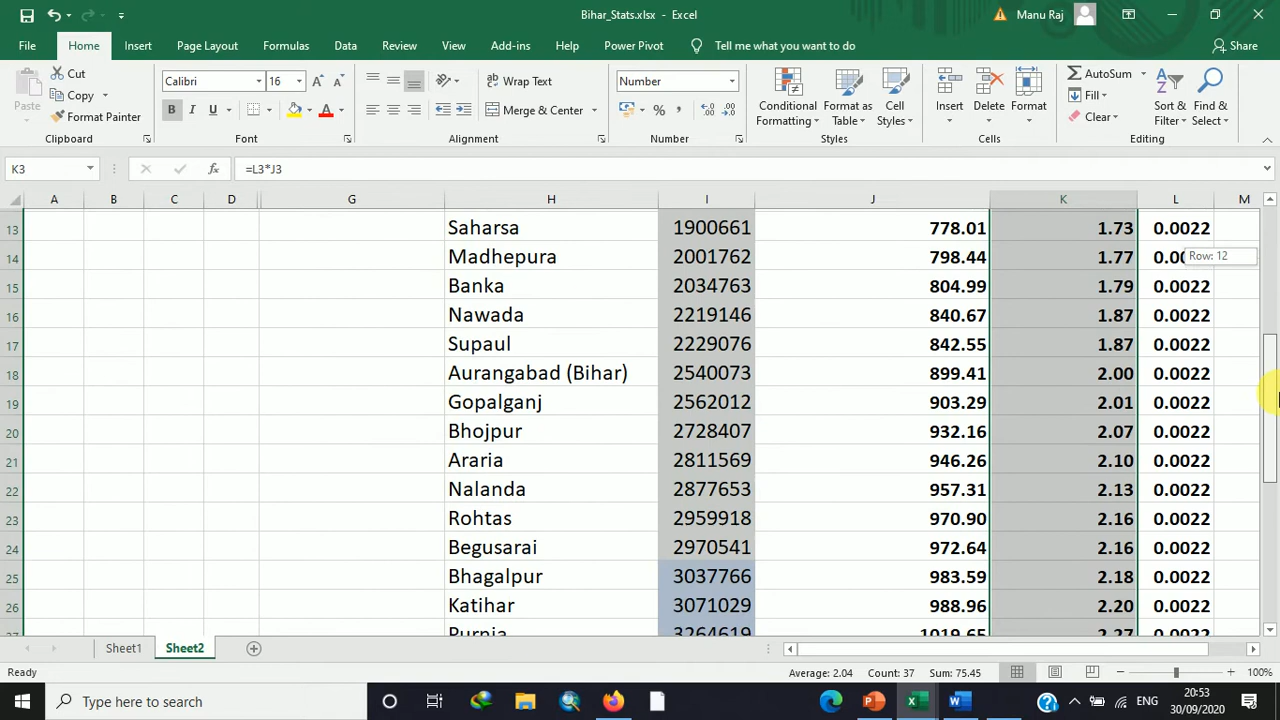 Bihar_Stats.xlsx - Excel
Manu Raj
File Home Insert Page Layout Formulas Data Review View Add-ins Help Power Pivot Tell me what you want to do Share
Paste
Cut
Copy
Format Painter
Clipboard
Calibri 16
B I U
Font
Wrap Text
Merge & Center
Alignment
Number
%
Number
Conditional Formatting
Format as Table
Cell Styles
Styles
Insert
Delete
Format
Cells
AutoSum
Fill
Clear
Sort & Filter
Find & Select
Editing
K3 fx =L3*J3
A B C D G H I J K L M
13 Saharsa 1900661 778.01 1.73 0.0022
14 Madhepura 2001762 798.44 1.77 0.00
Row: 12
15 Banka 2034763 804.99 1.79 0.0022
16 Nawada 2219146 840.67 1.87 0.0022
17 Supaul 2229076 842.55 1.87 0.0022
18 Aurangabad (Bihar) 2540073 899.41 2.00 0.0022
19 Gopalganj 2562012 903.29 2.01 0.0022
20 Bhojpur 2728407 932.16 2.07 0.0022
21 Araria 2811569 946.26 2.10 0.0022
22 Nalanda 2877653 957.31 2.13 0.0022
23 Rohtas 2959918 970.90 2.16 0.0022
24 Begusarai 2970541 972.64 2.16 0.0022
25 Bhagalpur 3037766 983.59 2.18 0.0022
26 Katihar 3071029 988.96 2.20 0.0022
27 Purnia 3264619 1019.65 2.27 0.0022
Sheet1 Sheet2
Ready Average: 2.04 Count: 37 Sum: 75.45 100%
Type here to search
ENG
20:53
30/09/2020